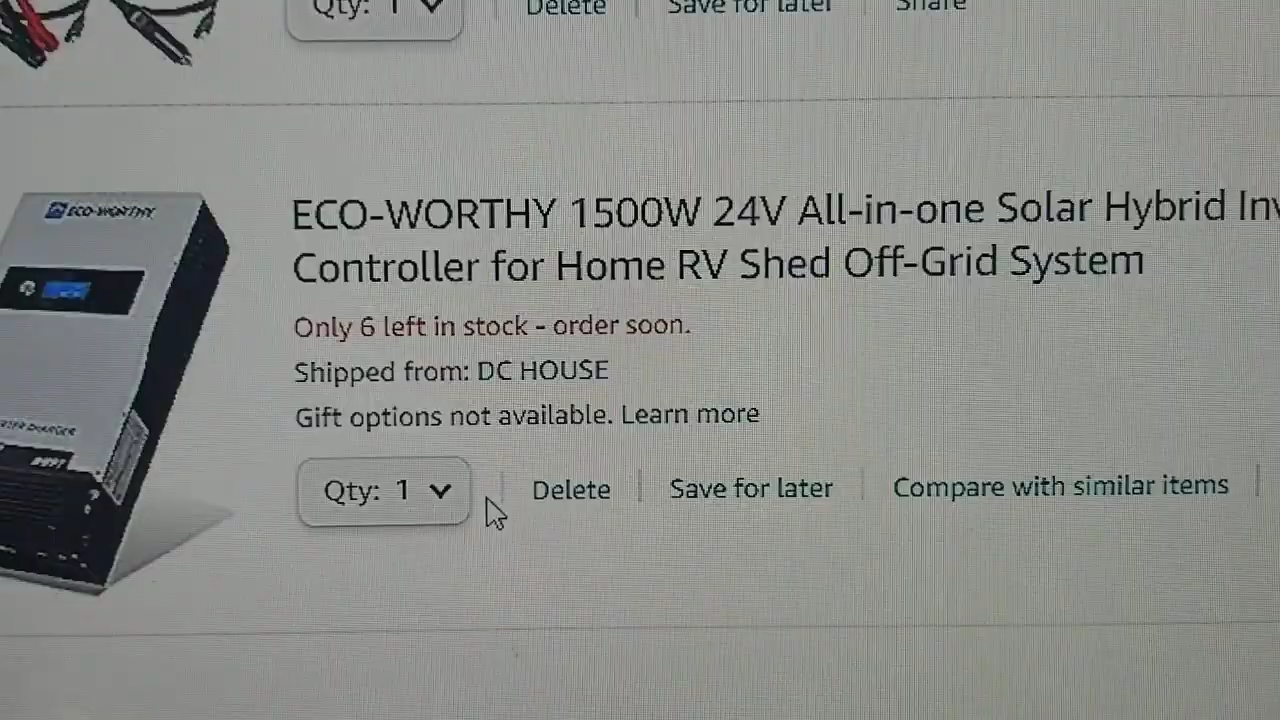 Qty: 1
Delete
Save for later
Share
ECO-WORTHY
ECO-WORTHY 1500W 24V All-in-one Solar Hybrid Inv
Controller for Home RV Shed Off-Grid System
Only 6 left in stock - order soon.
Shipped from: DC HOUSE
Gift options not available. Learn more
CHARGER
Qty: 1
Delete
Save for later
Compare with similar items